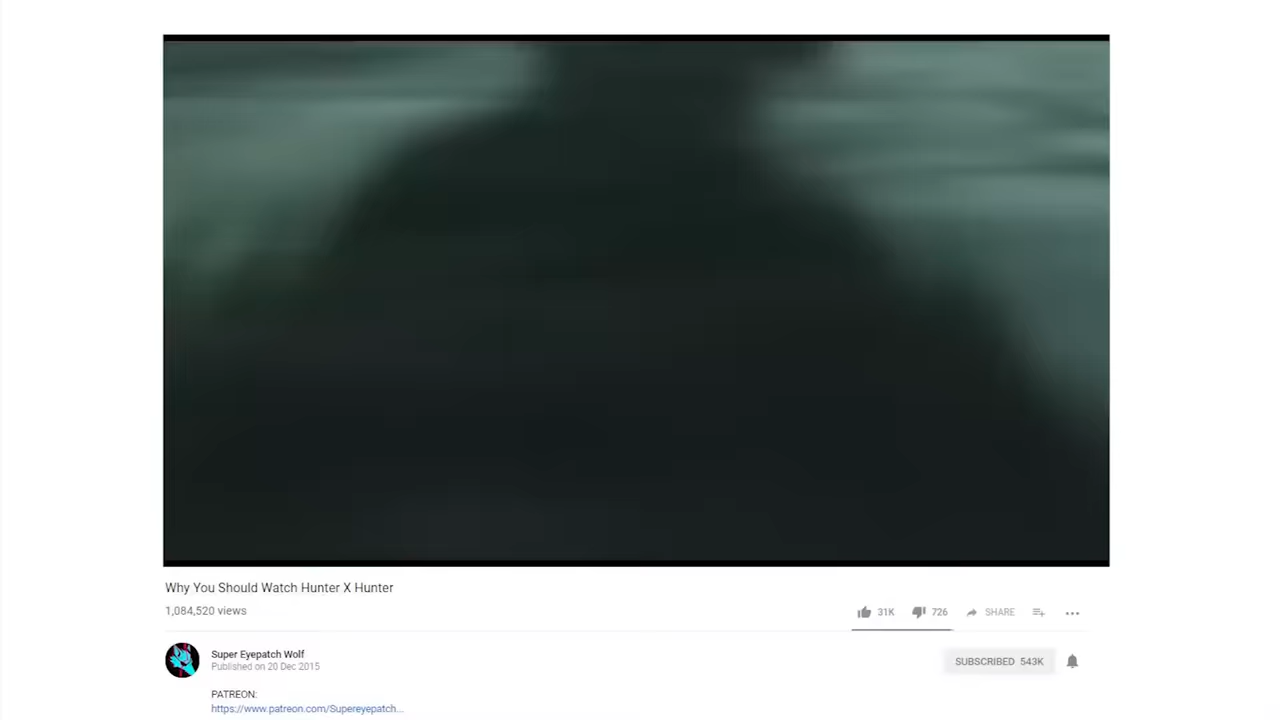 Why You Should Watch Hunter X Hunter
1,084,520 views
31K 726 SHARE
Super Eyepatch Wolf
Published on 20 Dec 2015
SUBSCRIBED 543K
PATREON:
https://www.patreon.com/Supereyepatch...